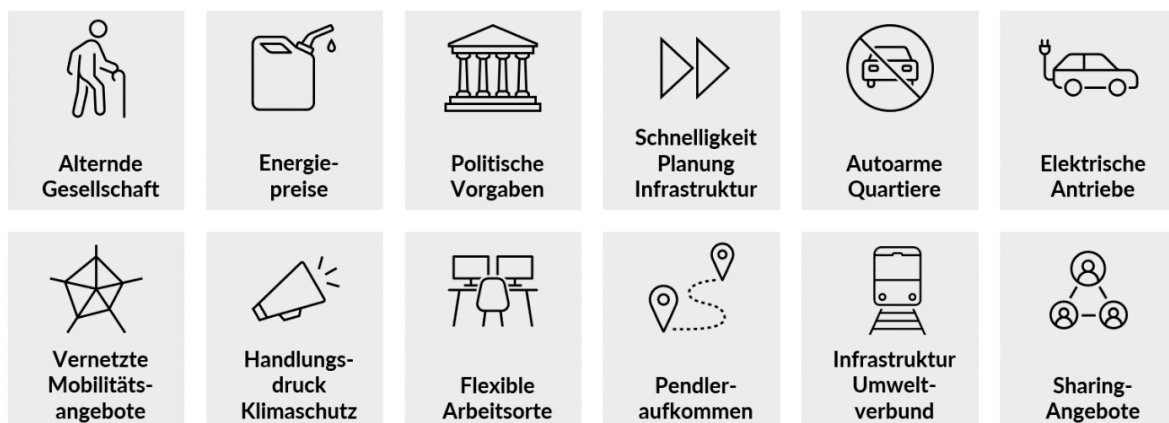 Alternde
Gesellschaft
Energie-
preise
Politische
Vorgaben
Schnelligkeit
Planung
Infrastruktur
Autoarme
Quartiere
Elektrische
Antriebe
Vernetzte
Mobilitäts-
angebote
Handlungs-
druck
Klimaschutz
Flexible
Arbeitsorte
Pendler-
aufkommen
Infrastruktur
Umwelt-
verbund
Sharing-
Angebote